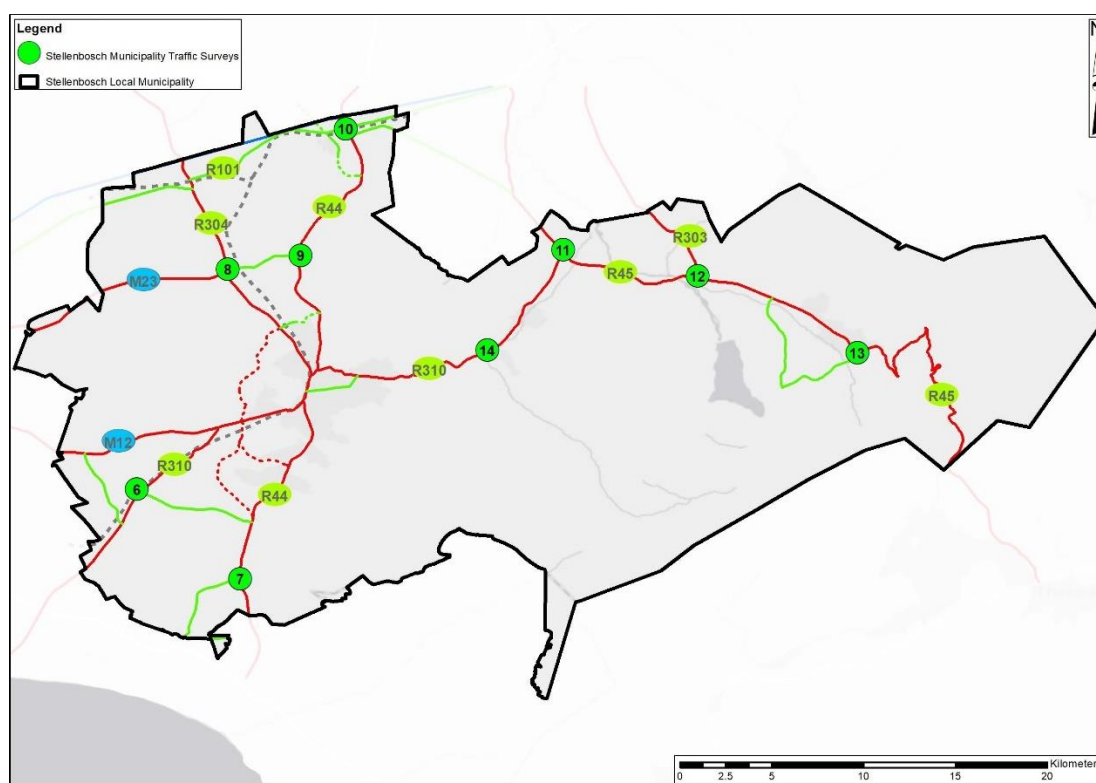 Legend
Stellenbosch Municipality Traffic Surveys
Stellenbosch Local Municipality
N
10
R101
R44
R304
11
R303
9
8
R45
12
M23
14
13
R310
R45
M12
R310
6
R44
7
Kilometer
0 2.5 5 10 15 20